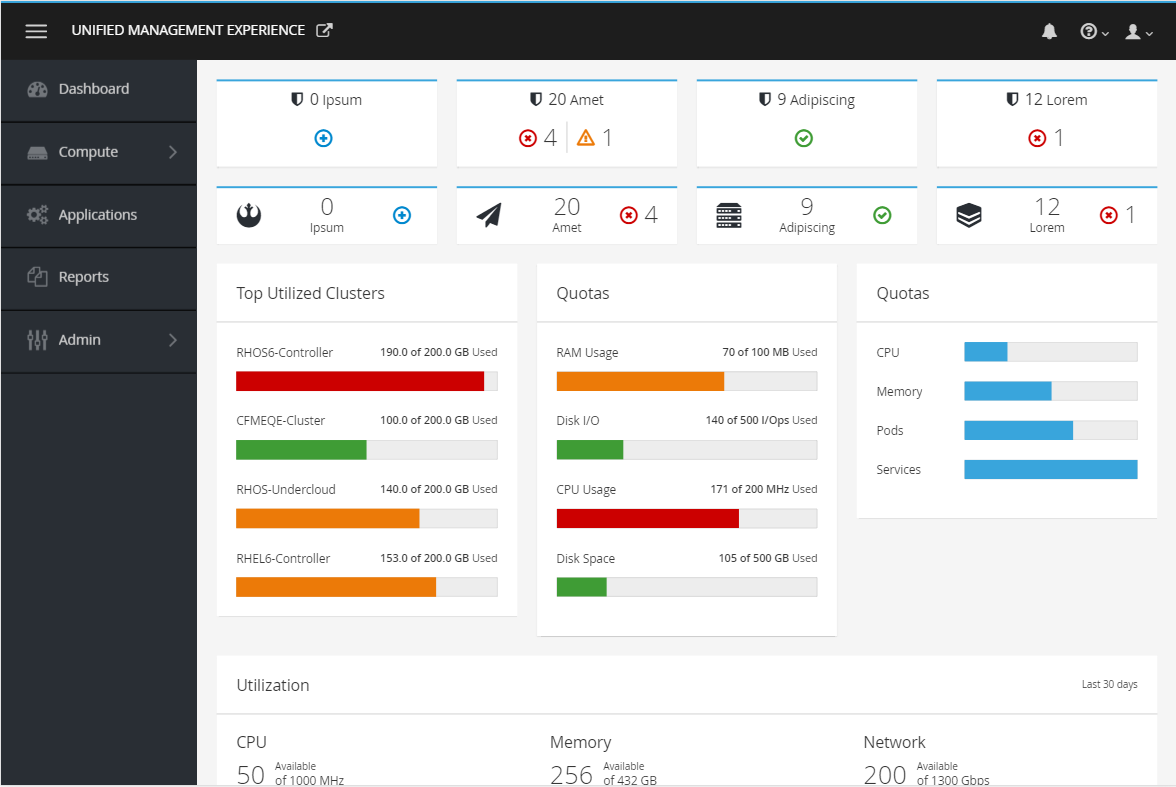 UNIFIED MANAGEMENT EXPERIENCE
Dashboard
Compute
Applications
Reports
Admin
0 Ipsum
20 Amet
4 1
9 Adipiscing
12 Lorem
1
0
Ipsum
20
Amet
4
9
Adipiscing
12
Lorem
1
Top Utilized Clusters
RHOS6-Controller 190.0 of 200.0 GB Used
CFMEQE-Cluster 100.0 of 200.0 GB Used
RHOS-Undercloud 140.0 of 200.0 GB Used
RHEL6-Controller 153.0 of 200.0 GB Used
Quotas
RAM Usage 70 of 100 MB Used
Disk I/O 140 of 500 I/Ops Used
CPU Usage 171 of 200 MHz Used
Disk Space 105 of 500 GB Used
Quotas
CPU
Memory
Pods
Services
Utilization Last 30 days
CPU
50 Available
of 1000 MHz
Memory
256 Available
of 432 GB
Network
200 Available
of 1300 Gbps